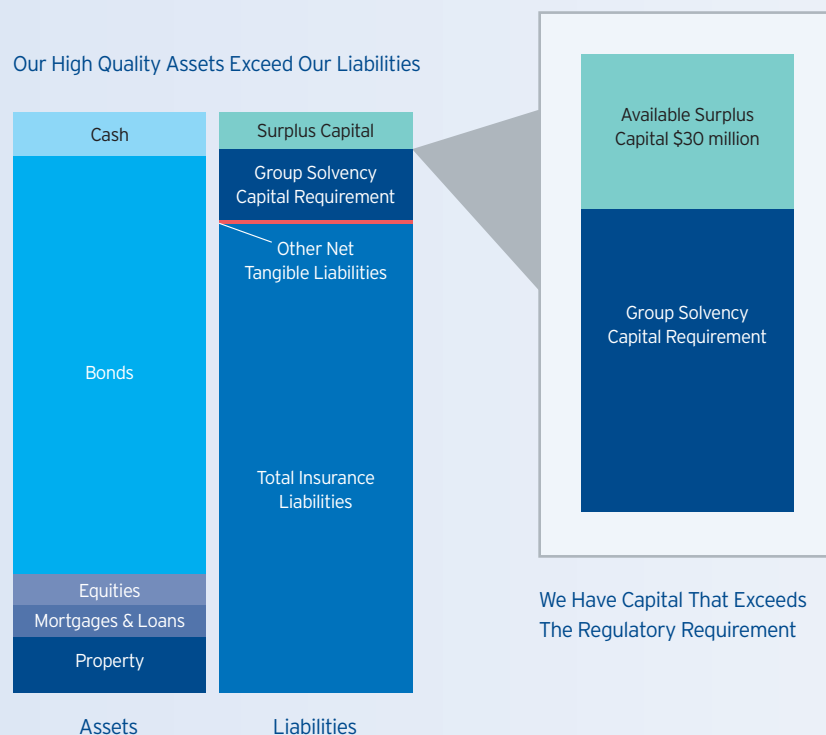 Our High Quality Assets Exceed Our Liabilities
Cash
Bonds
Equities
Mortgages & Loans
Property
Assets
Surplus Capital
Group Solvency
Capital Requirement
Other Net
Tangible Liabilities
Total Insurance
Liabilities
Liabilities
Available Surplus
Capital $30 million
Group Solvency
Capital Requirement
We Have Capital That Exceeds
The Regulatory Requirement